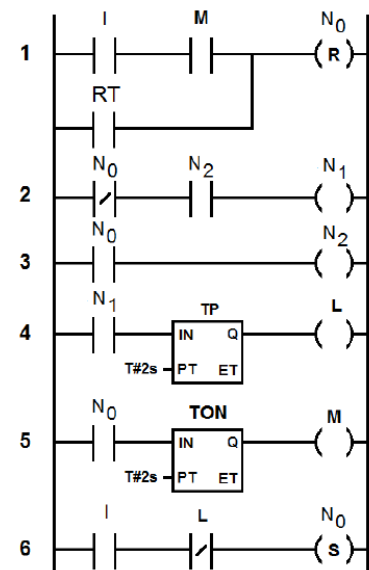 I M N0
1 R
RT
N0 N2 N1
2
N0 N2
3
N1 TP L
4 IN Q
T#2s PT ET
N0 TON M
5 IN Q
T#2s PT ET
I L N0
6 S